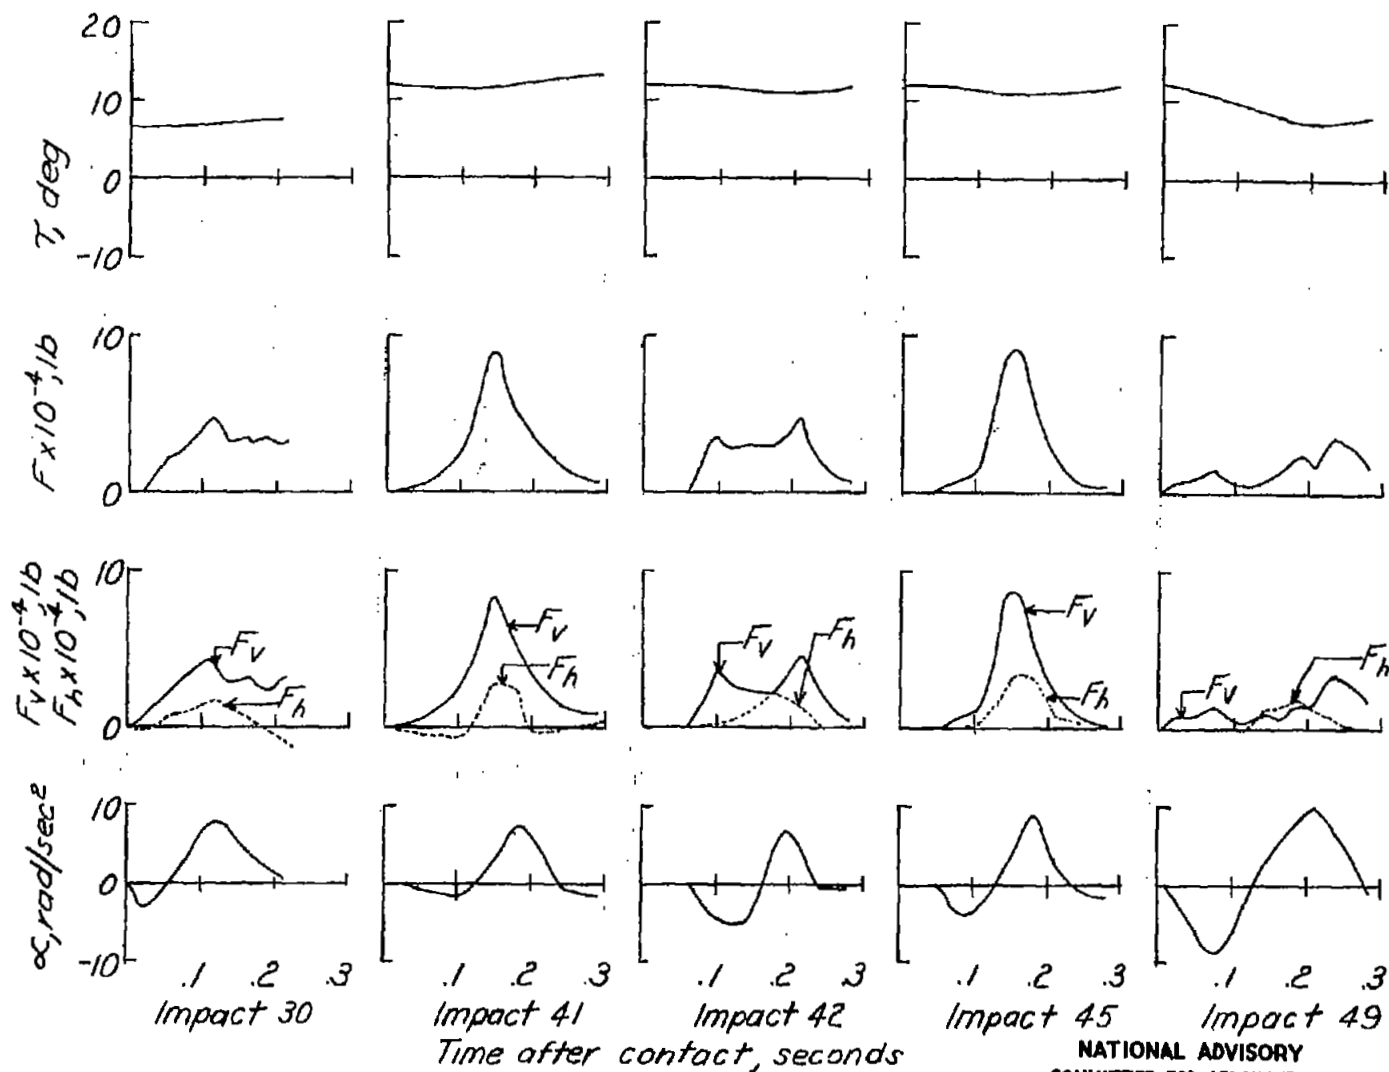 20
10
0
-10
τ, deg
10
0
F x 10⁻⁴, lb
10
0
Fᵥ x 10⁻⁴, lb
Fₕ x 10⁻⁴, lb
Fᵥ
Fₕ
Fᵥ
Fₕ
Fᵥ
Fₕ
Fᵥ
Fₕ
Fᵥ
Fₕ
10
0
-10
∝, rad/sec²
.1 .2 .3
.1 .2 .3
.1 .2 .3
.1 .2 .3
.1 .2 .3
Impact 30
Impact 41
Impact 42
Impact 45
Impact 49
Time after contact, seconds
NATIONAL ADVISORY